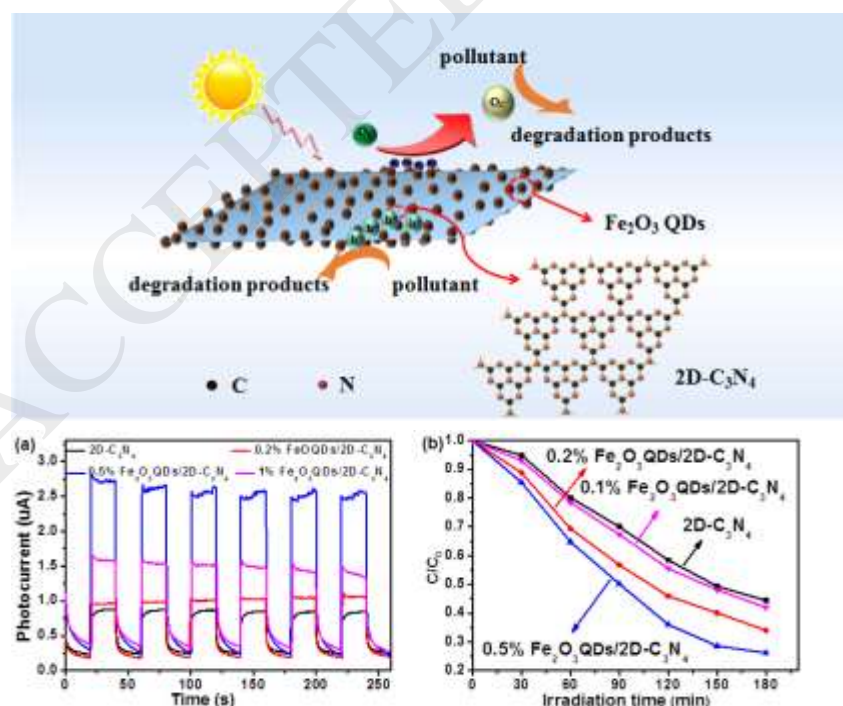 ACCEPTE
pollutant
O₂⁻
degradation products
Fe₂O₃ QDs
degradation products
pollutant
C
N
2D-C₃N₄
(a)
2D-C₃N₄
0.2% FeOQDs/2D-C₃N₄
0.5% Fe₂O₃QDs/2D-C₃N₄
1% Fe₂O₃QDs/2D-C₃N₄
Photocurrent (uA)
3.0
2.5
2.0
1.5
1.0
0.5
0.0
0
50
100
150
200
250
Time (s)
(b)
0.2% Fe₂O₃QDs/2D-C₃N₄
0.1% Fe₂O₃QDs/2D-C₃N₄
2D-C₃N₄
0.5% Fe₂O₃QDs/2D-C₃N₄
C/C₀
1.0
0.9
0.8
0.7
0.6
0.5
0.4
0.3
0.2
0
30
60
90
120
150
180
Irradiation time (min)